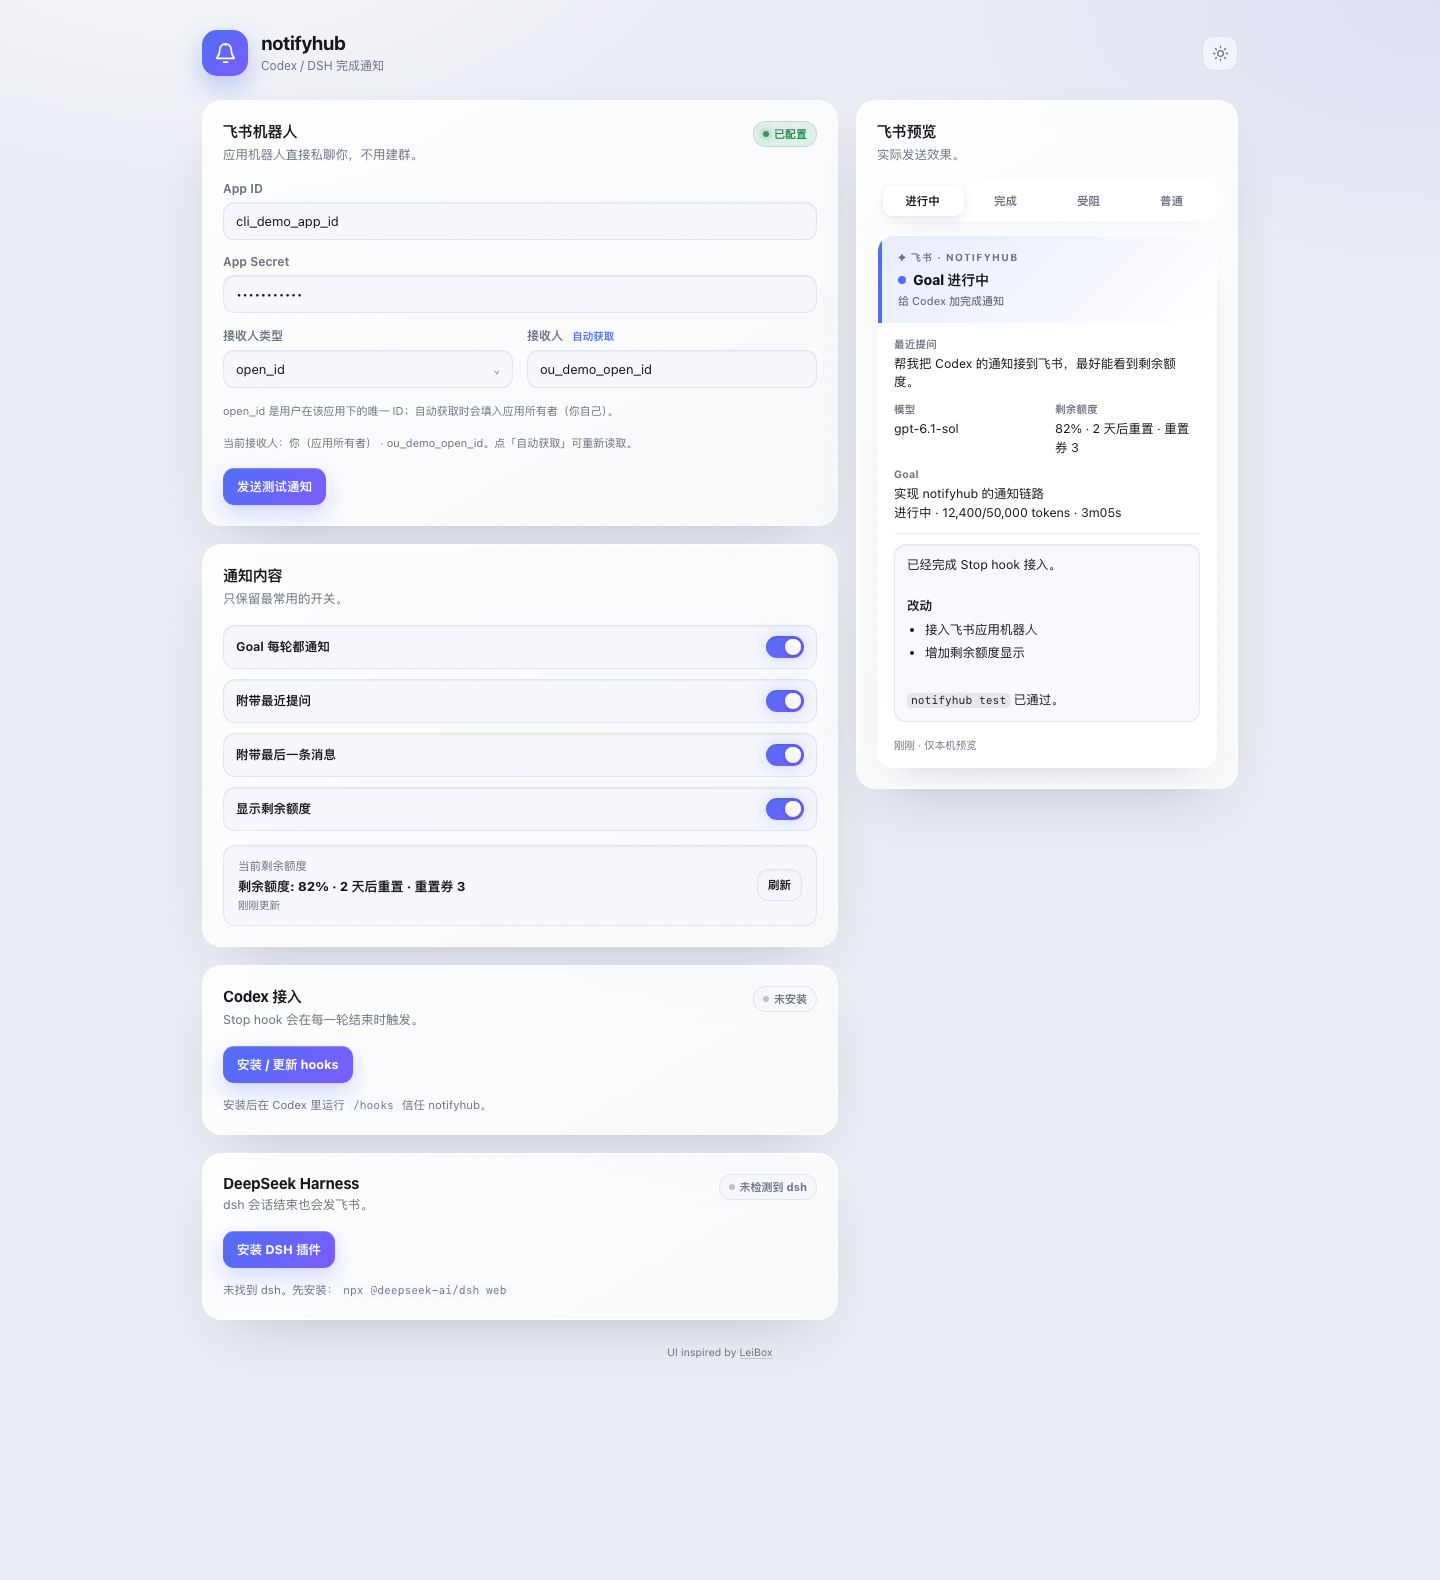 notifyhub
Codex / DSH 完成通知
飞书机器人
已配置
应用机器人直接私聊你，不用建群。
App ID
cli_demo_app_id
App Secret
•••••••••••
接收人类型
接收人 自动获取
open_id
ou_demo_open_id
open_id 是用户在该应用下的唯一 ID；自动获取时会填入应用所有者（你自己）。
当前接收人：你（应用所有者） · ou_demo_open_id。点「自动获取」可重新读取。
发送测试通知
通知内容
只保留最常用的开关。
Goal 每轮都通知
附带最近提问
附带最后一条消息
显示剩余额度
当前剩余额度
剩余额度: 82% · 2 天后重置 · 重置券 3
刚刚更新
刷新
Codex 接入
未安装
Stop hook 会在每一轮结束时触发。
安装 / 更新 hooks
安装后在 Codex 里运行 /hooks 信任 notifyhub。
DeepSeek Harness
未检测到 dsh
dsh 会话结束也会发飞书。
安装 DSH 插件
未找到 dsh。先安装： npx @deepseek-ai/dsh web
飞书预览
实际发送效果。
进行中 完成 受阻 普通
✦ 飞书 · NOTIFYHUB
Goal 进行中
给 Codex 加完成通知
最近提问
帮我把 Codex 的通知接到飞书，最好能看到剩余额
度。
模型
gpt-6.1-sol
剩余额度
82% · 2 天后重置 · 重置
券 3
Goal
实现 notifyhub 的通知链路
进行中 · 12,400/50,000 tokens · 3m05s
已经完成 Stop hook 接入。
改动
• 接入飞书应用机器人
• 增加剩余额度显示
notifyhub test 已通过。
刚刚 · 仅本机预览
UI inspired by LeiBox